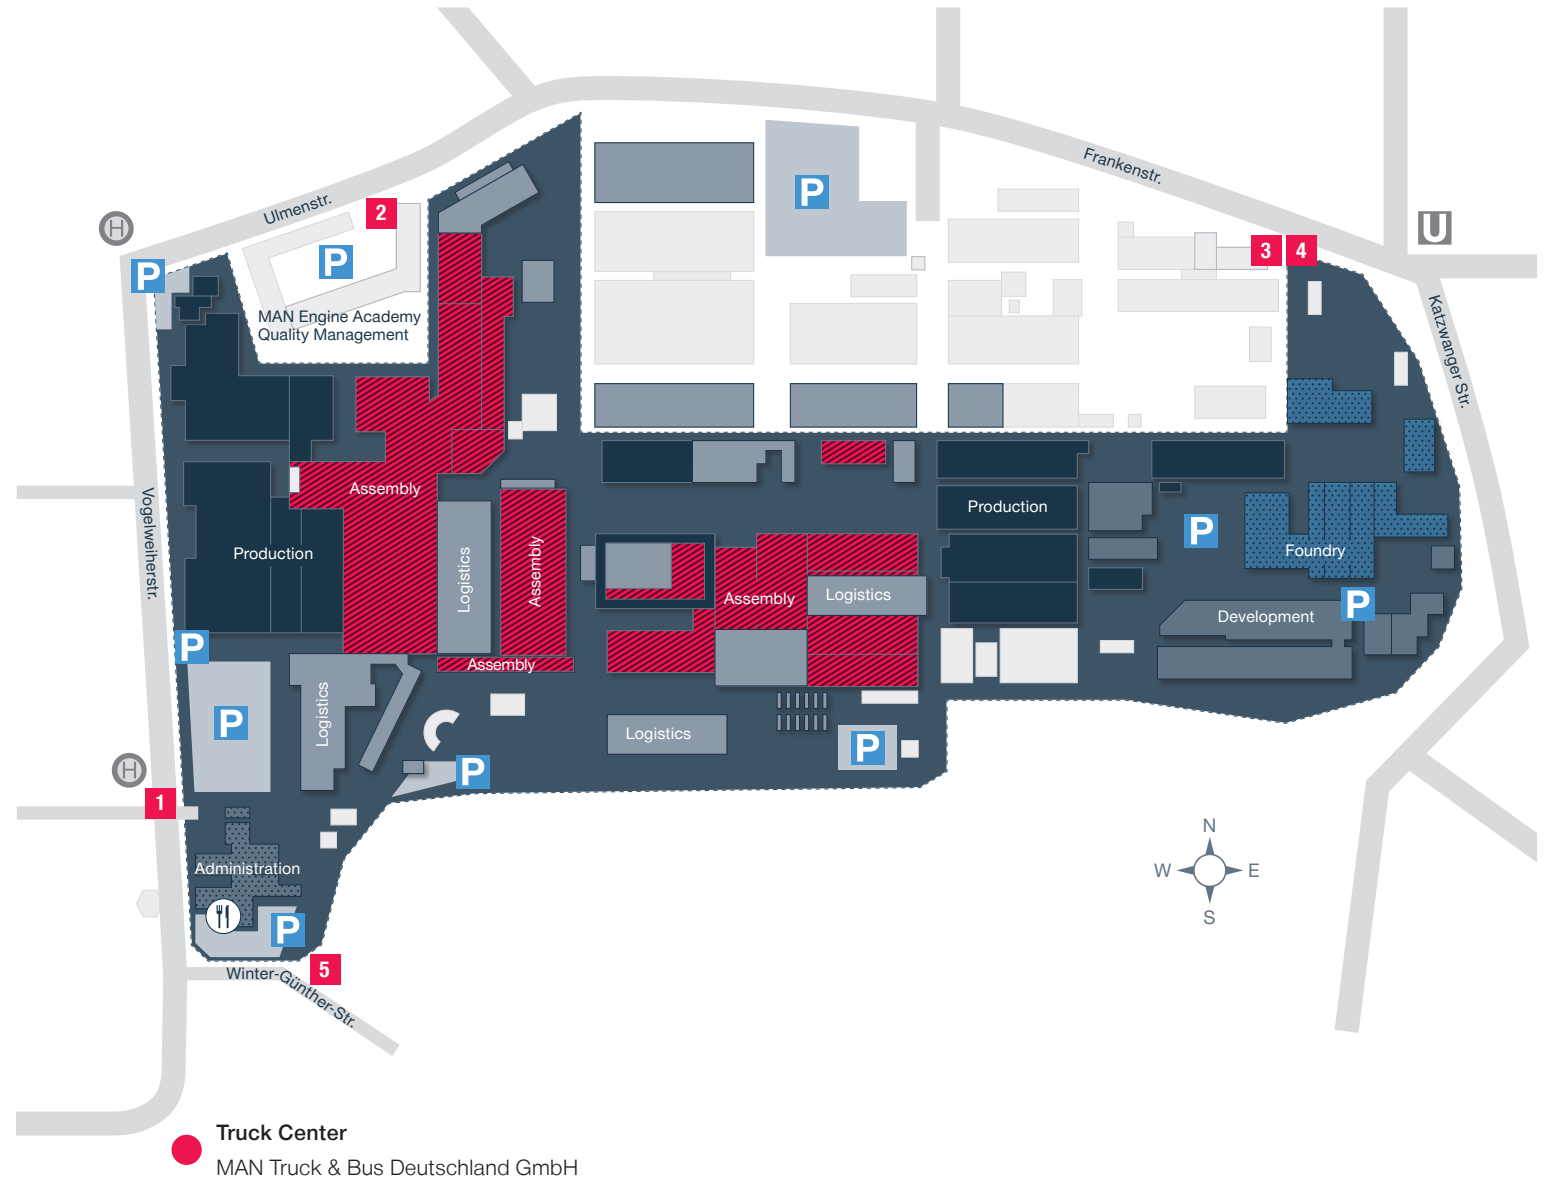 Frankenstr.
Ulmenstr.
2
H
P
U
3
4
P
P
MAN Engine Academy
Quality Management
Katzwanger Str.
Assembly
Vogelweiherstr.
Production
Logistics
Assembly
Production
P
Foundry
Assembly
Logistics
P
Development
P
Assembly
Logistics
P
Logistics
P
P
H
1
N
W
E
S
Administration
P
Winter-Günther-Str.
5
Truck Center
MAN Truck & Bus Deutschland GmbH